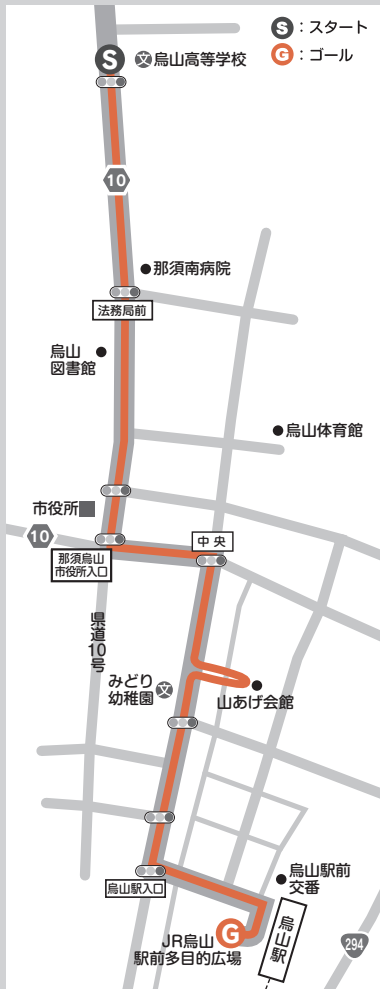 S：スタート
G：ゴール
S
文烏山高等学校
10
那須南病院
法務局前
烏山
図書館
烏山体育館
市役所
10
中央
那須烏山
市役所入口
県道10号
みどり
幼稚園
文
山あげ会館
烏山駅入口
烏山駅前
交番
烏山駅
G
JR烏山
駅前多目的広場
294